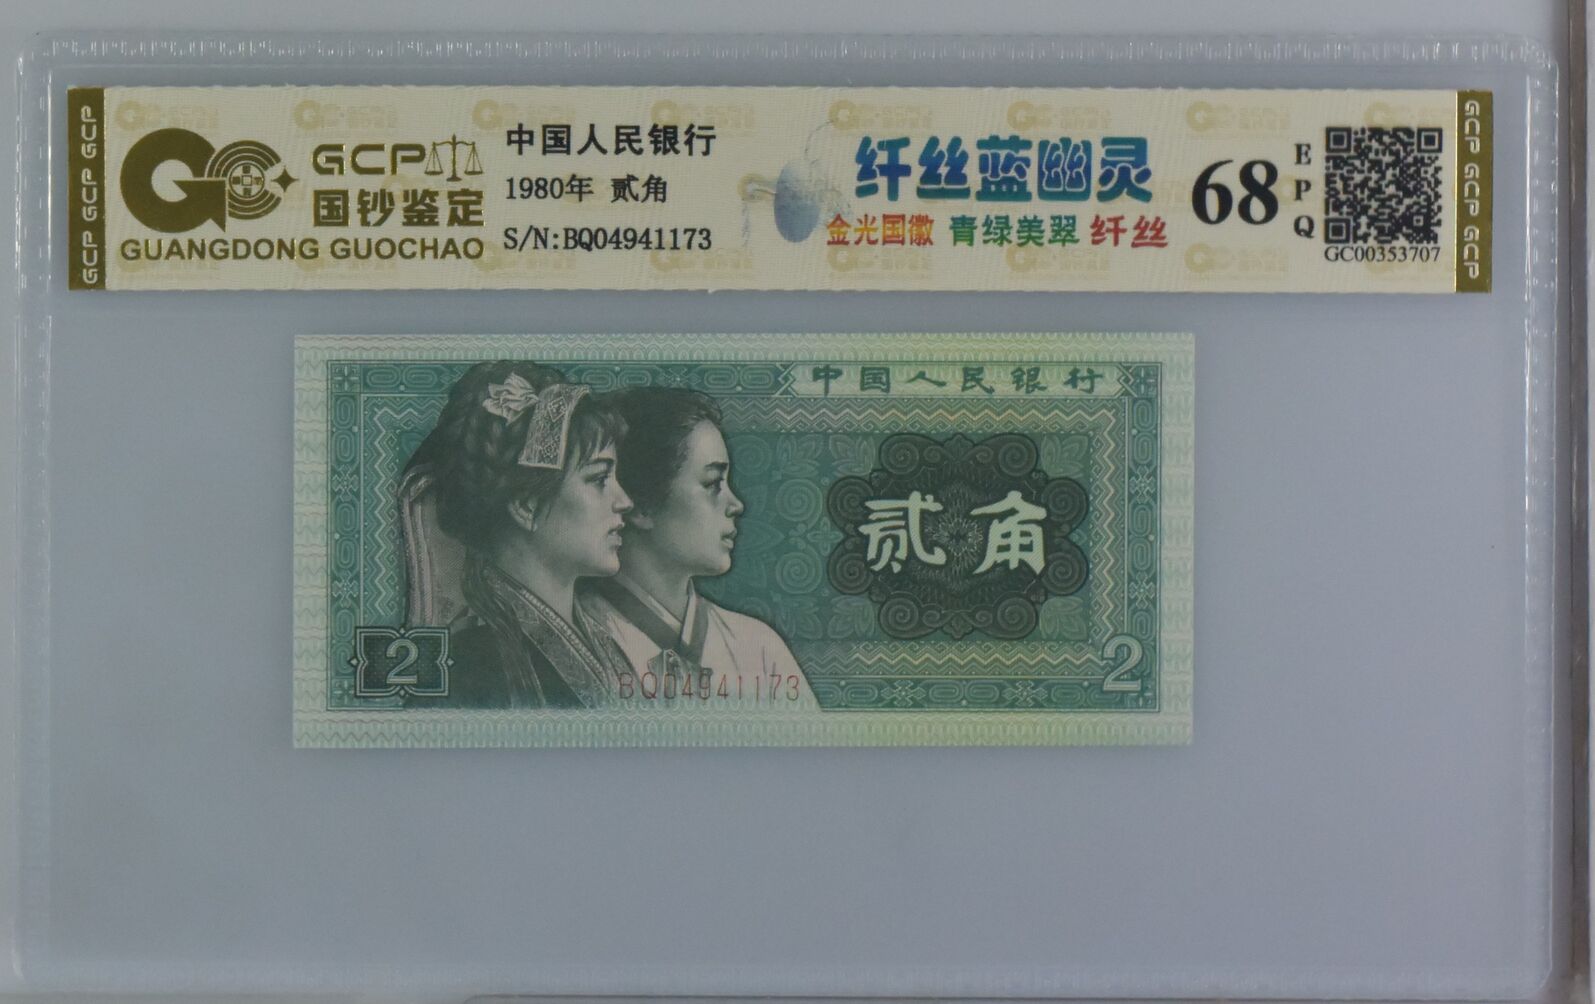 GCP GCP GCP
GCP
国钞鉴定
GUANGDONG GUOCHAO
中国人民银行
1980年 贰角
S/N:BQ04941173
纤丝蓝幽灵
金光国徽 青绿美翠 纤丝
68
EPQ
GC00353707
GCP GCP GCP
中国人民银行
贰角
2
2
BQ04941173